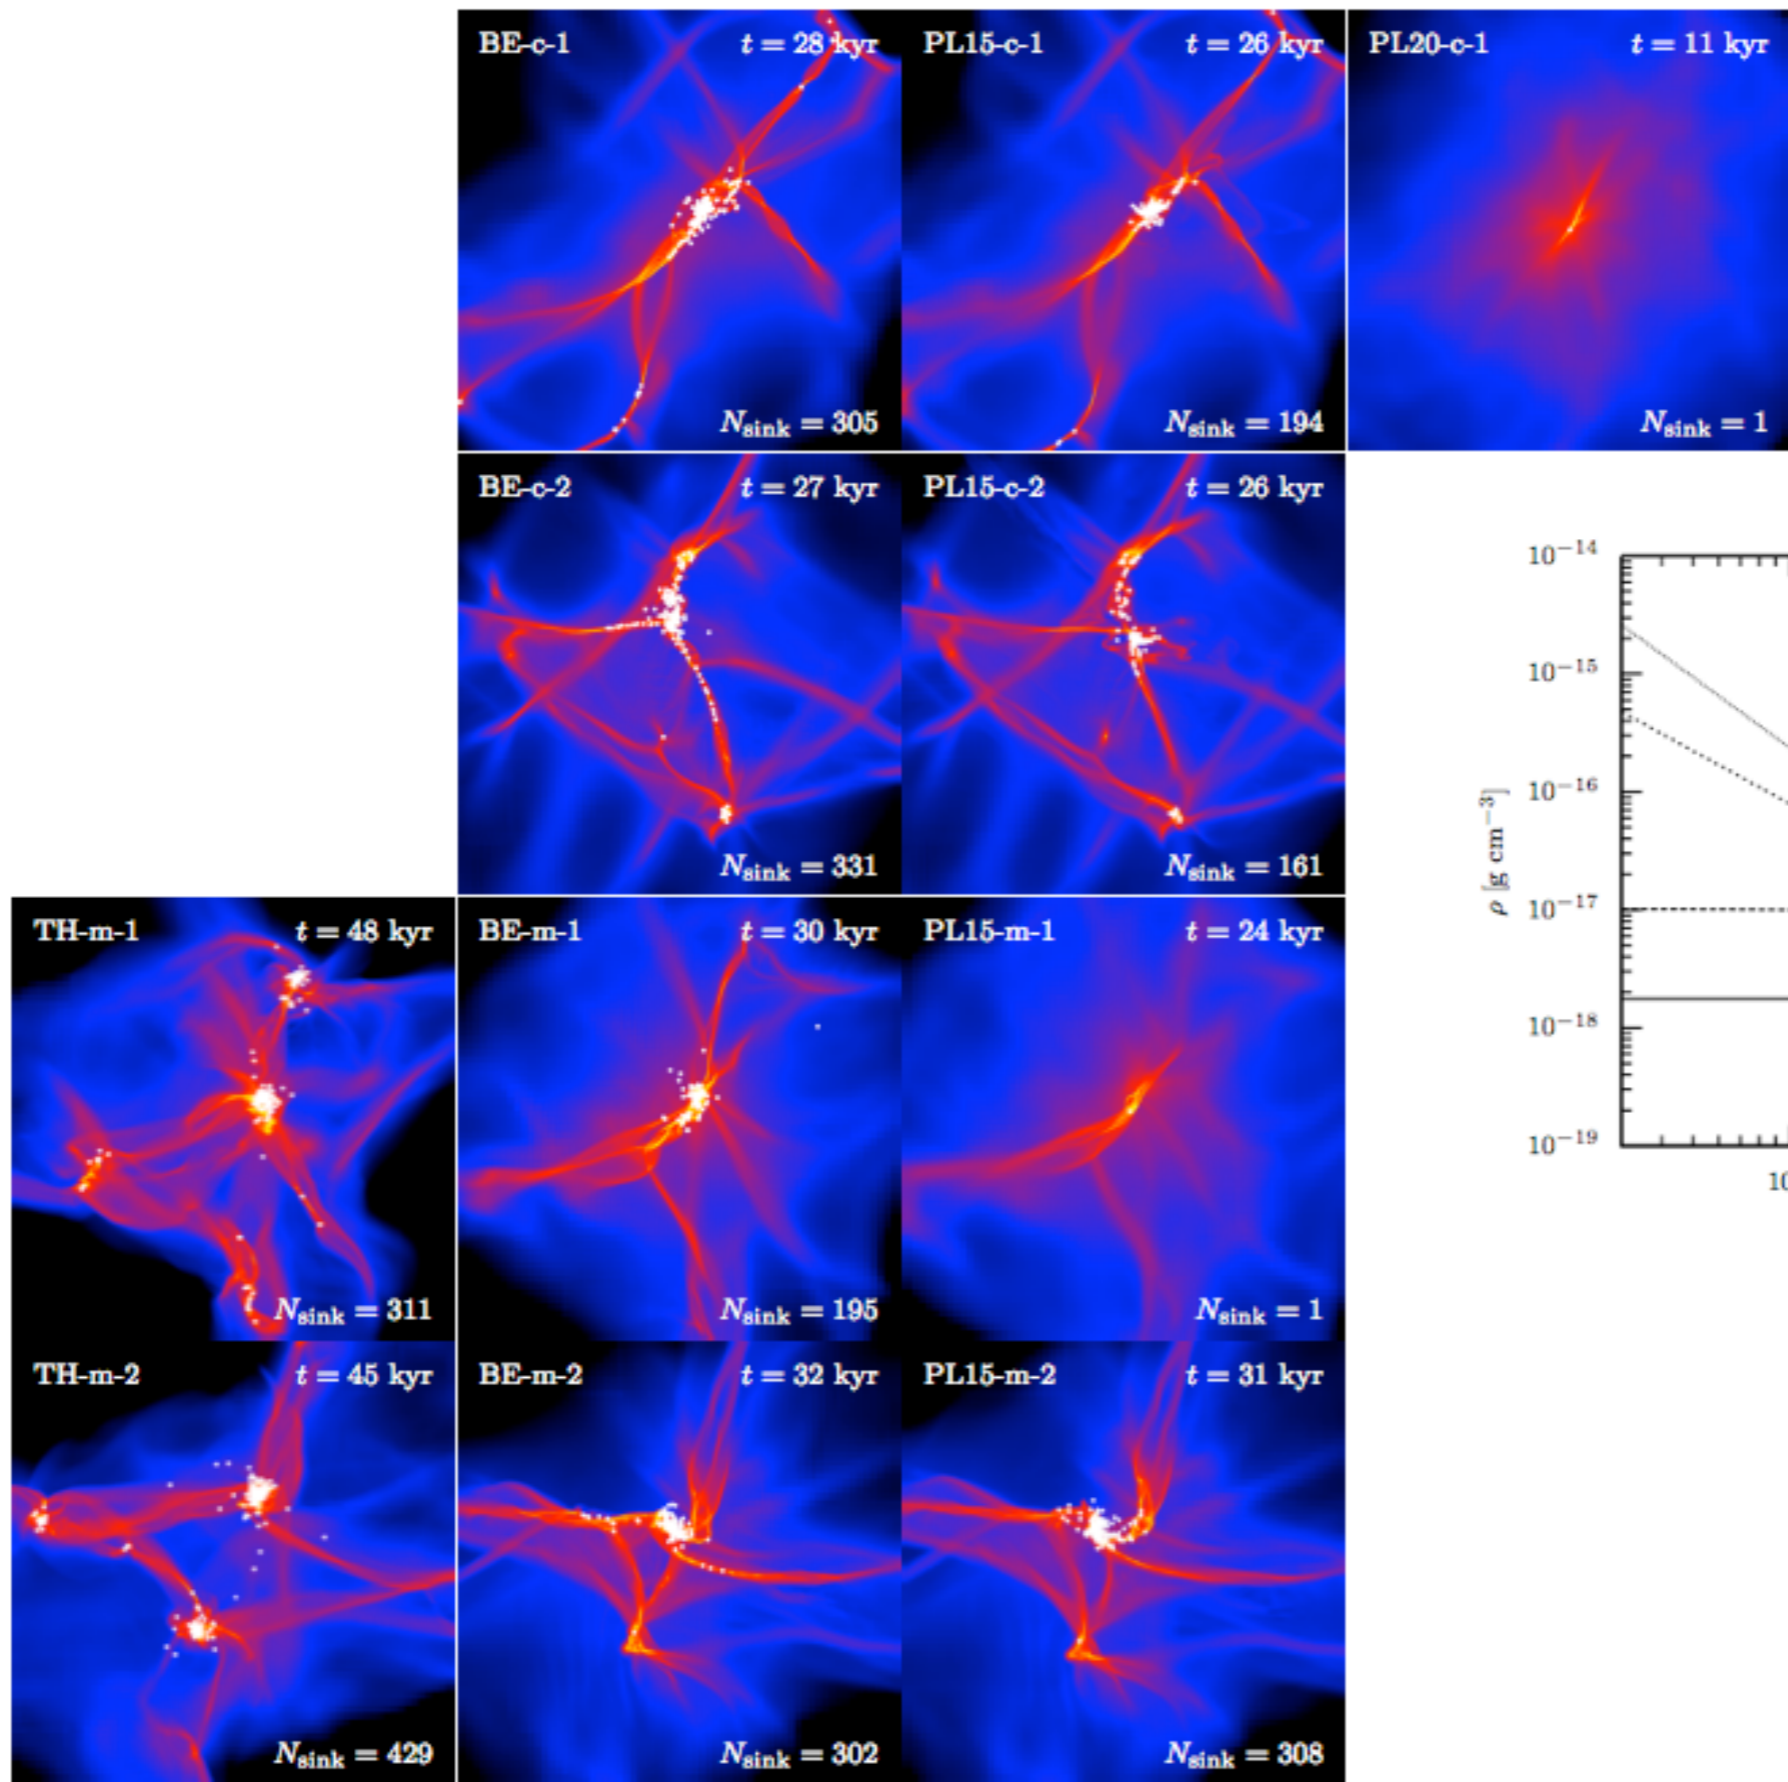 BE-c-1 t = 28 kyr
N_sink = 305
PL15-c-1 t = 26 kyr
N_sink = 194
PL20-c-1 t = 11 kyr
N_sink = 1
BE-c-2 t = 27 kyr
N_sink = 331
PL15-c-2 t = 26 kyr
N_sink = 161
10^−14
10^−15
10^−16
10^−17
10^−18
10^−19
ρ [g cm^−3]
10
TH-m-1 t = 48 kyr
N_sink = 311
BE-m-1 t = 30 kyr
N_sink = 195
PL15-m-1 t = 24 kyr
N_sink = 1
TH-m-2 t = 45 kyr
N_sink = 429
BE-m-2 t = 32 kyr
N_sink = 302
PL15-m-2 t = 31 kyr
N_sink = 308